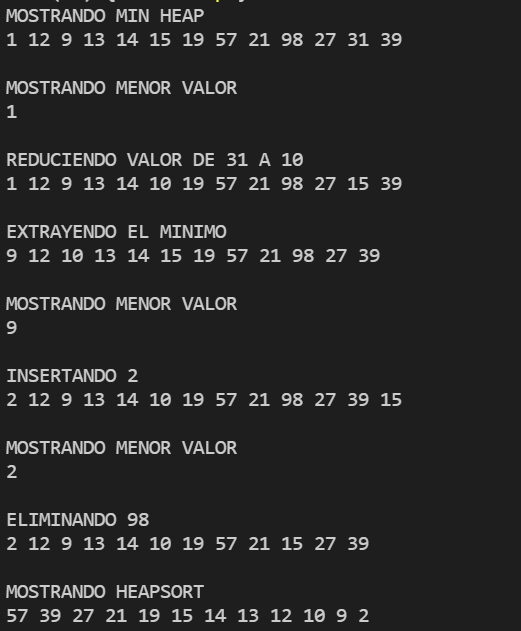 MOSTRANDO MIN HEAP
1 12 9 13 14 15 19 57 21 98 27 31 39
MOSTRANDO MENOR VALOR
1
REDUCIENDO VALOR DE 31 A 10
1 12 9 13 14 10 19 57 21 98 27 15 39
EXTRAYENDO EL MINIMO
9 12 10 13 14 15 19 57 21 98 27 39
MOSTRANDO MENOR VALOR
9
INSERTANDO 2
2 12 9 13 14 10 19 57 21 98 27 39 15
MOSTRANDO MENOR VALOR
2
ELIMINANDO 98
2 12 9 13 14 10 19 57 21 15 27 39
MOSTRANDO HEAPSORT
57 39 27 21 19 15 14 13 12 10 9 2